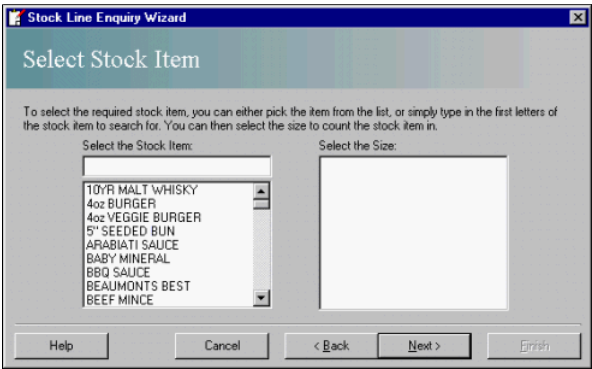 Stock Line Enquiry Wizard
Select Stock Item
To select the required stock item, you can either pick the item from the list, or simply type in the first letters of
the stock item to search for. You can then select the size to count the stock item in.
Select the Stock Item:
Select the Size:
10YR MALT WHISKY
4oz BURGER
4oz VEGGIE BURGER
5" SEEDED BUN
ARABIATI SAUCE
BABY MINERAL
BBQ SAUCE
BEAUMONTS BEST
BEEF MINCE
Help
Cancel
< Back
Next >
Finish